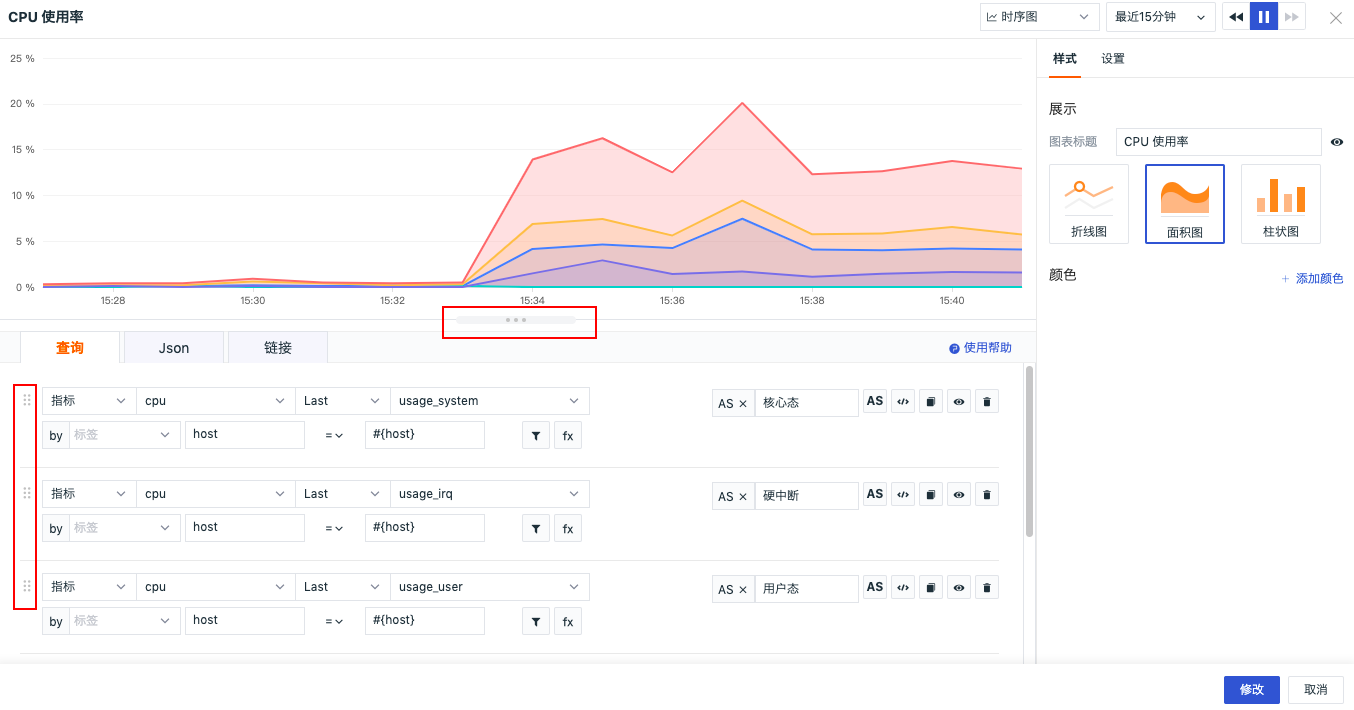 CPU 使用率
时序图
最近15分钟
25 %
20 %
15 %
10 %
5 %
0 %
15:28 15:30 15:32 15:34 15:36 15:38 15:40
样式 设置
展示
图表标题 CPU 使用率
折线图 面积图 柱状图
颜色 + 添加颜色
查询 Json 链接 使用帮助
指标 cpu Last usage_system AS × 核心态 AS </>
by 标签 host = #{host} fx
指标 cpu Last usage_irq AS × 硬中断 AS </>
by 标签 host = #{host} fx
指标 cpu Last usage_user AS × 用户态 AS </>
by 标签 host = #{host} fx
修改 取消